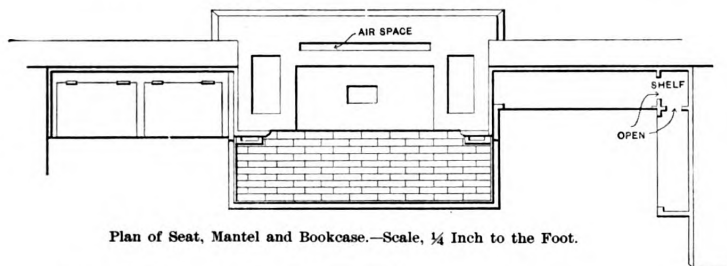 AIR SPACE
SHELF
OPEN
Plan of Seat, Mantel and Bookcase.—Scale, ¼ Inch to the Foot.